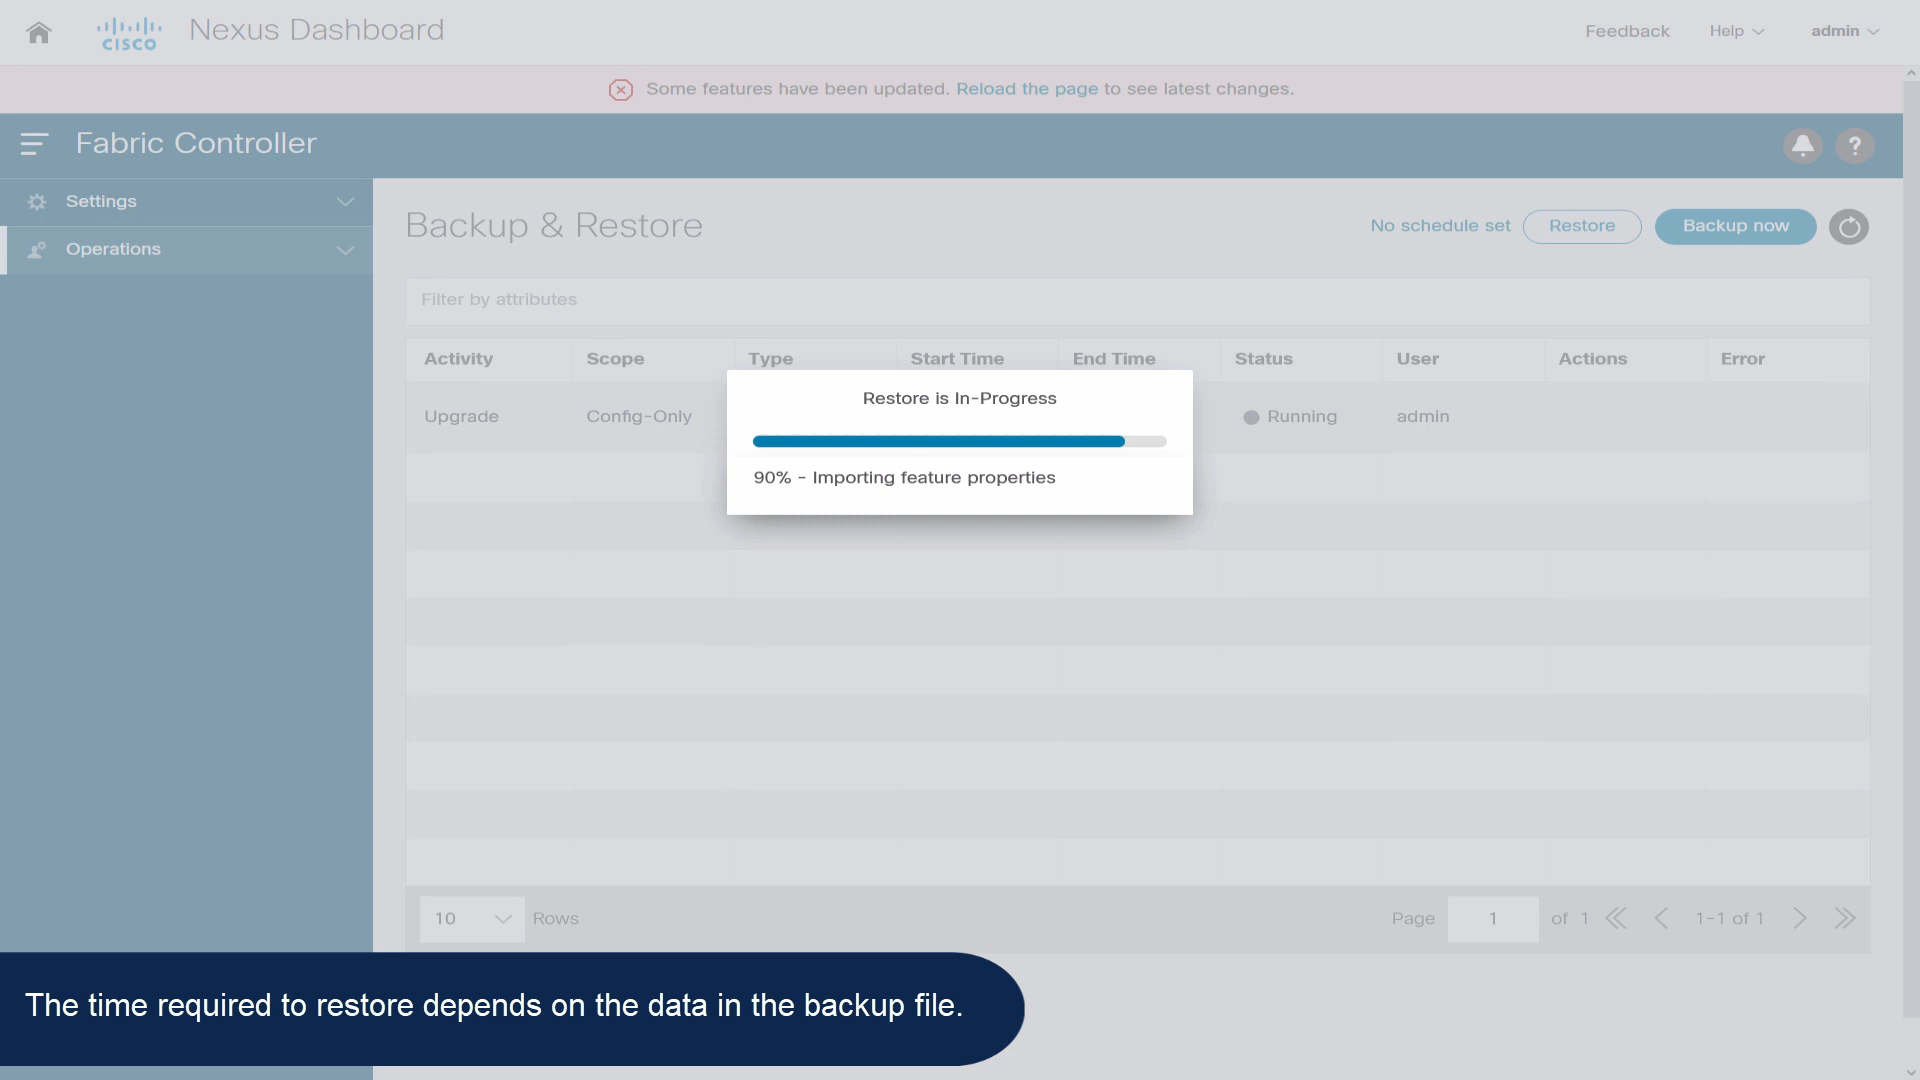 CISCO Nexus Dashboard Feedback Help admin
Some features have been updated. Reload the page to see latest changes.
Fabric Controller ?
Settings
Operations
Backup & Restore No schedule set Restore Backup now
Filter by attributes
Activity Scope Type Start Time End Time Status User Actions Error
Restore is In-Progress
Upgrade Config-Only Running admin
90% - Importing feature properties
10 Rows Page 1 of 1 1-1 of 1
The time required to restore depends on the data in the backup file.